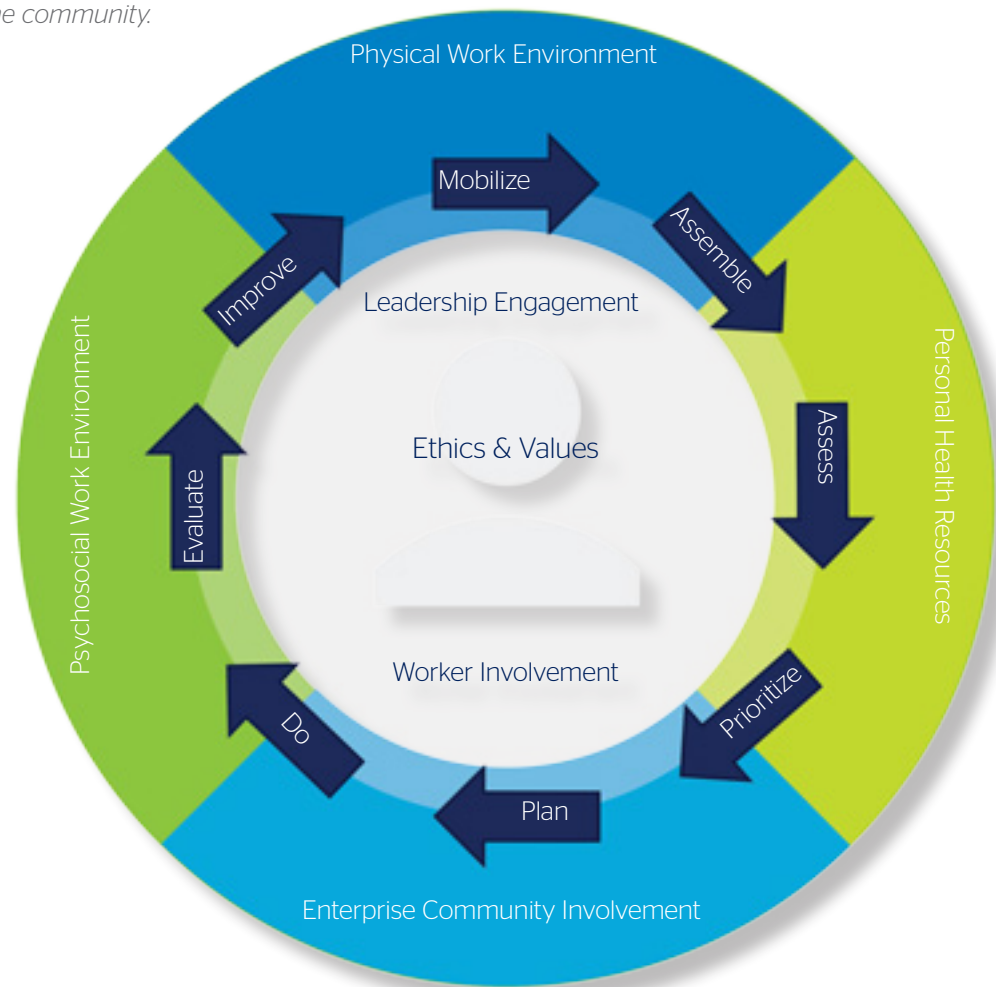 community.
Physical Work Environment
Mobilize
Assemble
Improve
Leadership Engagement
Personal Health Resources
Psychosocial Work Environment
Assess
Ethics & Values
Evaluate
Worker Involvement
Prioritize
Do
Plan
Enterprise Community Involvement